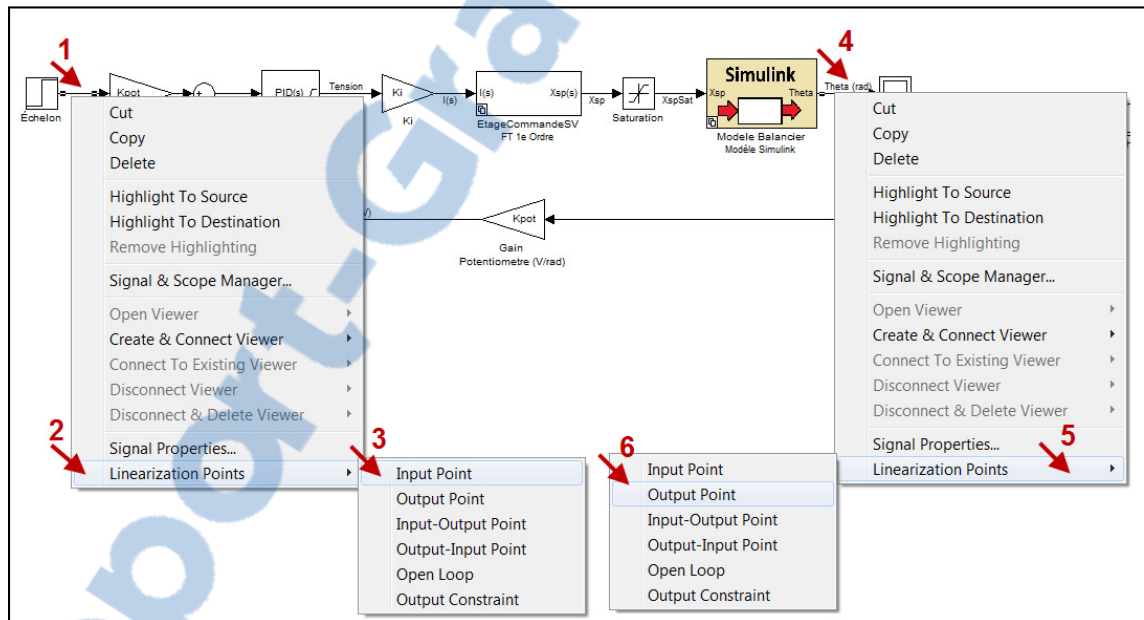 1
4
Kpot
PID(s)
Tension
Ki
I(s)
I(s)
Xsp(s)
Xsp
XspSat
Simulink
Xsp
Theta
Theta (rad)
Échelon
Ki
EtageCommandeSV
FT 1e Ordre
Saturation
Modele Balancier
Modèle Simulink
Kpot
Gain
Potentiometre (V/rad)
Cut
Copy
Delete
Highlight To Source
Highlight To Destination
Remove Highlighting
Signal & Scope Manager...
Open Viewer
Create & Connect Viewer
Connect To Existing Viewer
Disconnect Viewer
Disconnect & Delete Viewer
Signal Properties...
2
Linearization Points
3
Input Point
Output Point
Input-Output Point
Output-Input Point
Open Loop
Output Constraint
6
Input Point
Output Point
Input-Output Point
Output-Input Point
Open Loop
Output Constraint
Cut
Copy
Delete
Highlight To Source
Highlight To Destination
Remove Highlighting
Signal & Scope Manager...
Open Viewer
Create & Connect Viewer
Connect To Existing Viewer
Disconnect Viewer
Disconnect & Delete Viewer
Signal Properties...
5
Linearization Points